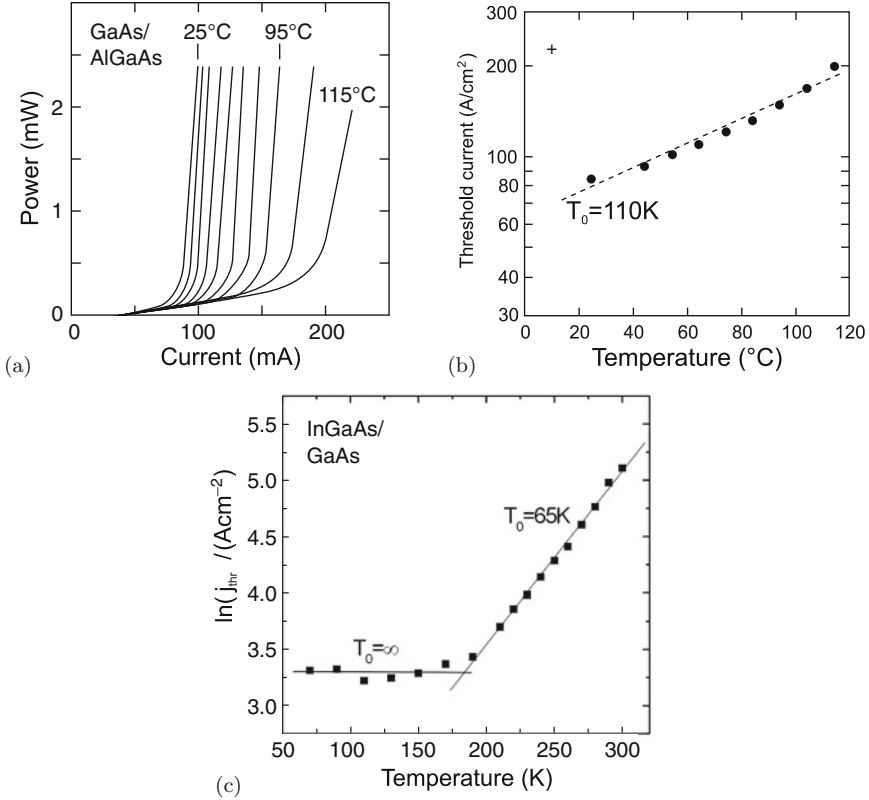 GaAs/
AlGaAs
25°C
95°C
115°C
Power (mW)
2
1
0
0
100
200
Current (mA)
(a)
Threshold current (A/cm²)
300
200
100
80
60
40
30
+
T₀=110K
0
20
40
60
80
100
120
Temperature (°C)
(b)
InGaAs/
GaAs
ln( j_thr /(Acm⁻²)
5.5
5.0
4.5
4.0
3.5
3.0
T₀=65K
T₀=∞
50
100
150
200
250
300
Temperature (K)
(c)